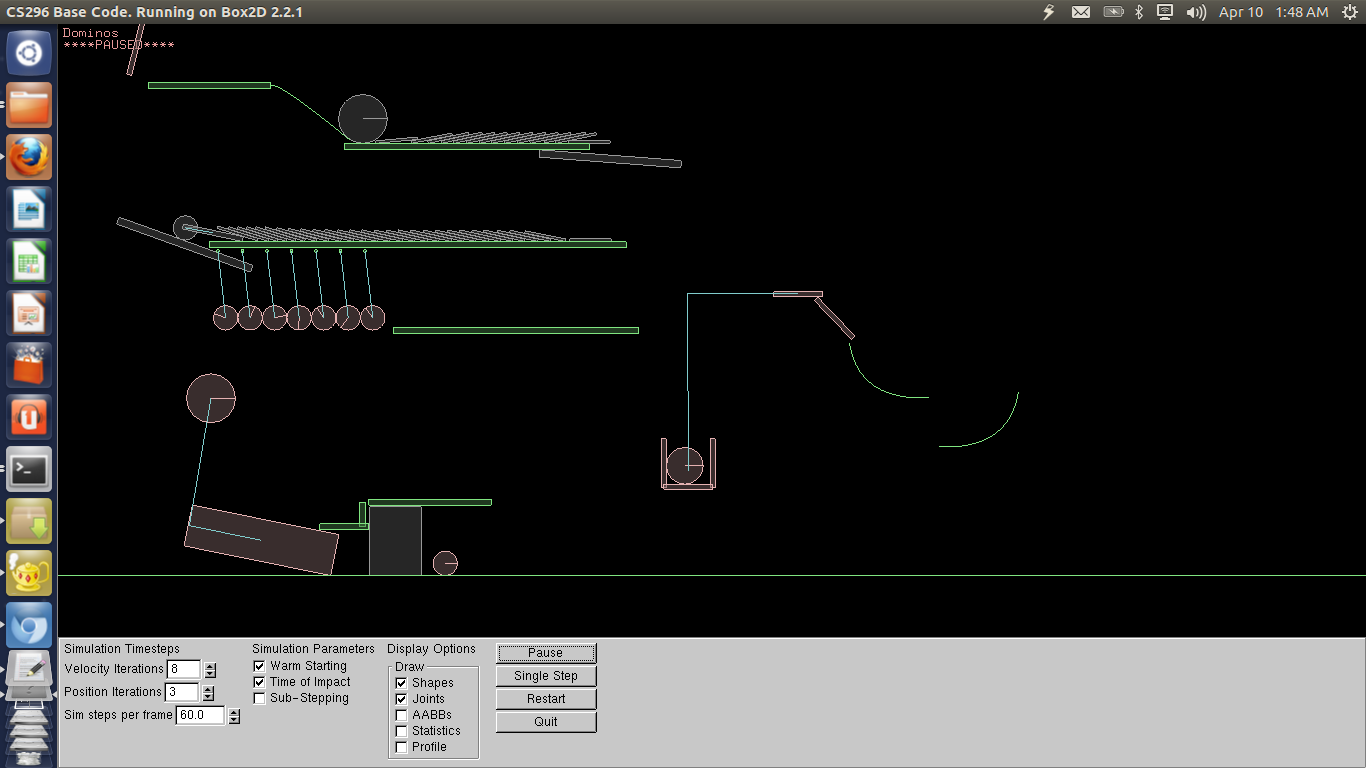 CS296 Base Code. Running on Box2D 2.2.1
Apr 10 1:48 AM
Dominos
****PAUSED****
Simulation Timesteps
Velocity Iterations 8
Position Iterations 3
Sim steps per frame 60.0
Simulation Parameters
Warm Starting
Time of Impact
Sub-Stepping
Display Options
Draw
Shapes
Joints
AABBs
Statistics
Profile
Pause
Single Step
Restart
Quit